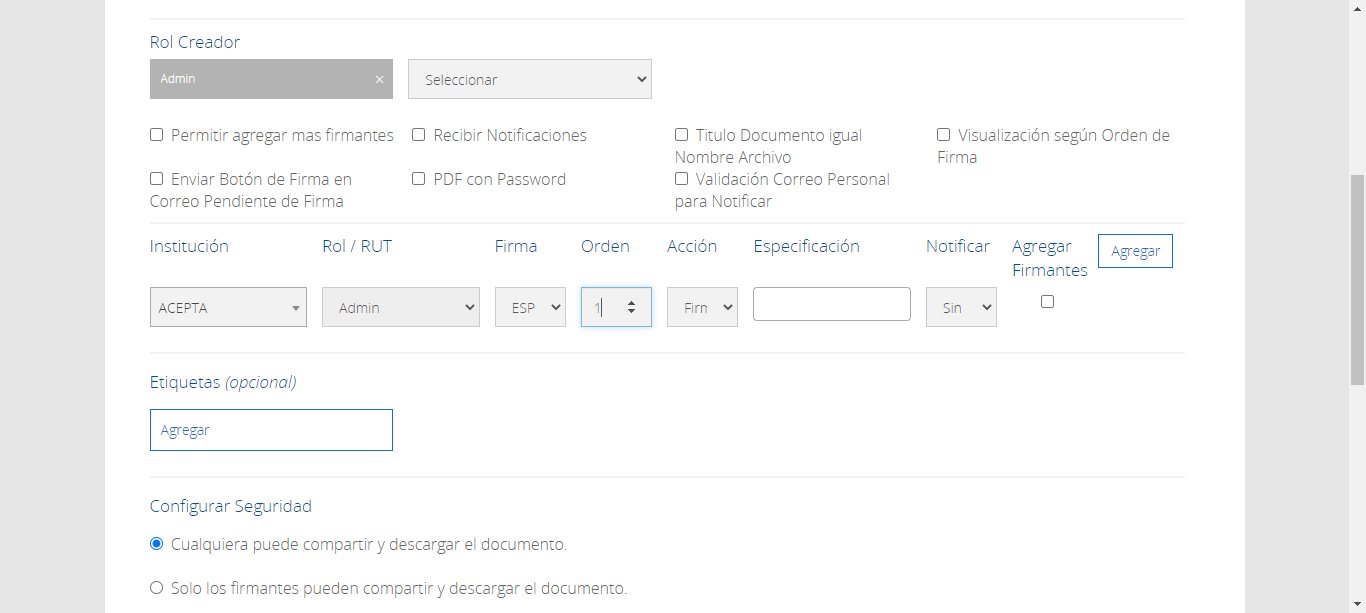 Rol Creador
Admin ×
Seleccionar
Permitir agregar mas firmantes
Recibir Notificaciones
Titulo Documento igual
Nombre Archivo
Visualización según Orden de
Firma
Enviar Botón de Firma en
Correo Pendiente de Firma
PDF con Password
Validación Correo Personal
para Notificar
Institución
Rol / RUT
Firma
Orden
Acción
Especificación
Notificar
Agregar
Firmantes
Agregar
ACEPTA
Admin
ESP
1
Firn
Sin
Etiquetas (opcional)
Agregar
Configurar Seguridad
Cualquiera puede compartir y descargar el documento.
Solo los firmantes pueden compartir y descargar el documento.